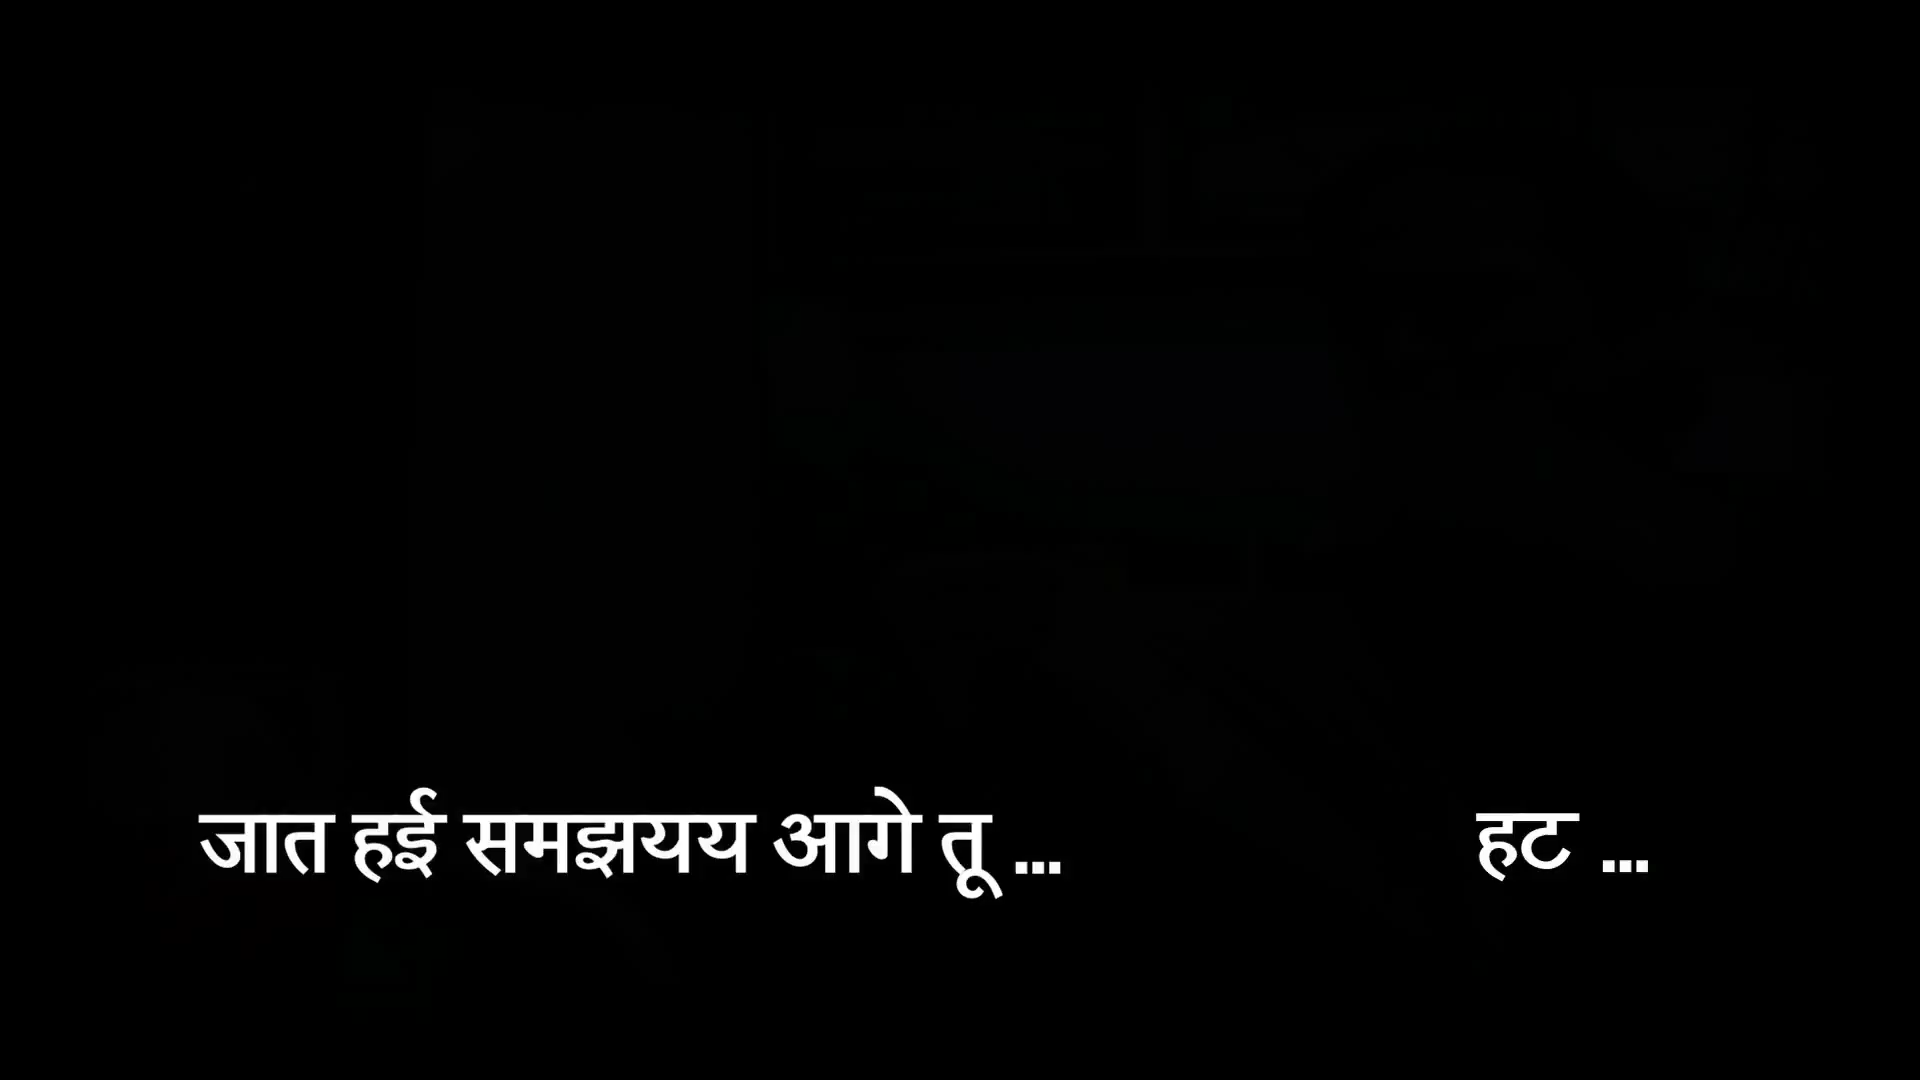 जात हई समझयय आगे तू ... हट ...